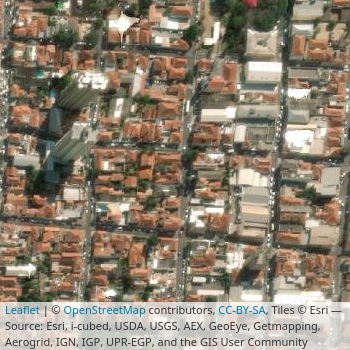 Leaflet | © OpenStreetMap contributors, CC-BY-SA, Tiles © Esri —
Source: Esri, i-cubed, USDA, USGS, AEX, GeoEye, Getmapping,
Aerogrid, IGN, IGP, UPR-EGP, and the GIS User Community